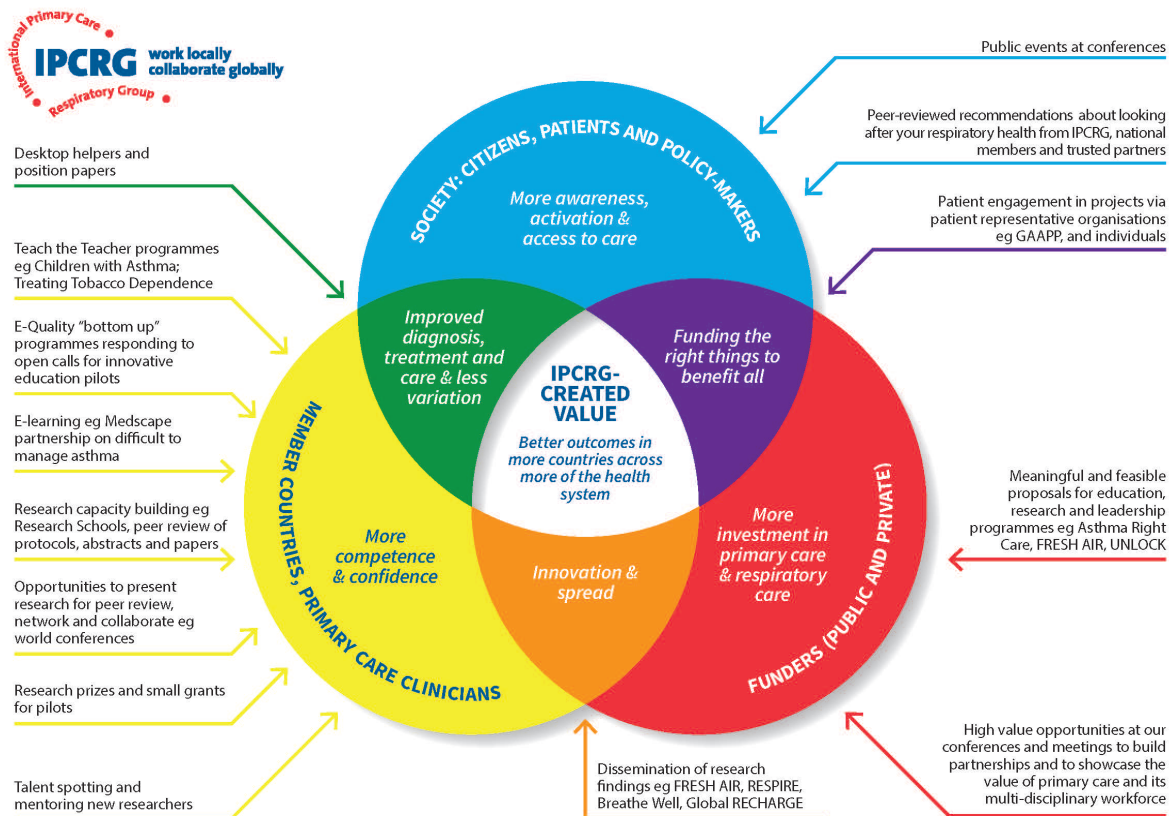 International Primary Care
IPCRG
Respiratory Group
work locally
collaborate globally
Desktop helpers and
position papers
Teach the Teacher programmes
eg Children with Asthma;
Treating Tobacco Dependence
E-Quality “bottom up”
programmes responding to
open calls for innovative
education pilots
E-learning eg Medscape
partnership on difficult to
manage asthma
Research capacity building eg
Research Schools, peer review of
protocols, abstracts and papers
Opportunities to present
research for peer review,
network and collaborate eg
world conferences
Research prizes and small grants
for pilots
Talent spotting and
mentoring new researchers
SOCIETY: CITIZENS, PATIENTS AND POLICY-MAKERS
More awareness,
activation &
access to care
Improved
diagnosis,
treatment and
care & less
variation
Funding the
right things to
benefit all
IPCRG-
CREATED
VALUE
Better outcomes in
more countries across
more of the health
system
MEMBER COUNTRIES, PRIMARY CARE CLINICIANS
More
competence
& confidence
Innovation &
spread
More
investment in
primary care
& respiratory
care
FUNDERS (PUBLIC AND PRIVATE)
Public events at conferences
Peer-reviewed recommendations about looking
after your respiratory health from IPCRG, national
members and trusted partners
Patient engagement in projects via
patient representative organisations
eg GAAPP, and individuals
Meaningful and feasible
proposals for education,
research and leadership
programmes eg Asthma Right
Care, FRESH AIR, UNLOCK
High value opportunities at our
conferences and meetings to build
partnerships and to showcase the
value of primary care and its
multi-disciplinary workforce
Dissemination of research
findings eg FRESH AIR, RESPIRE,
Breathe Well, Global RECHARGE